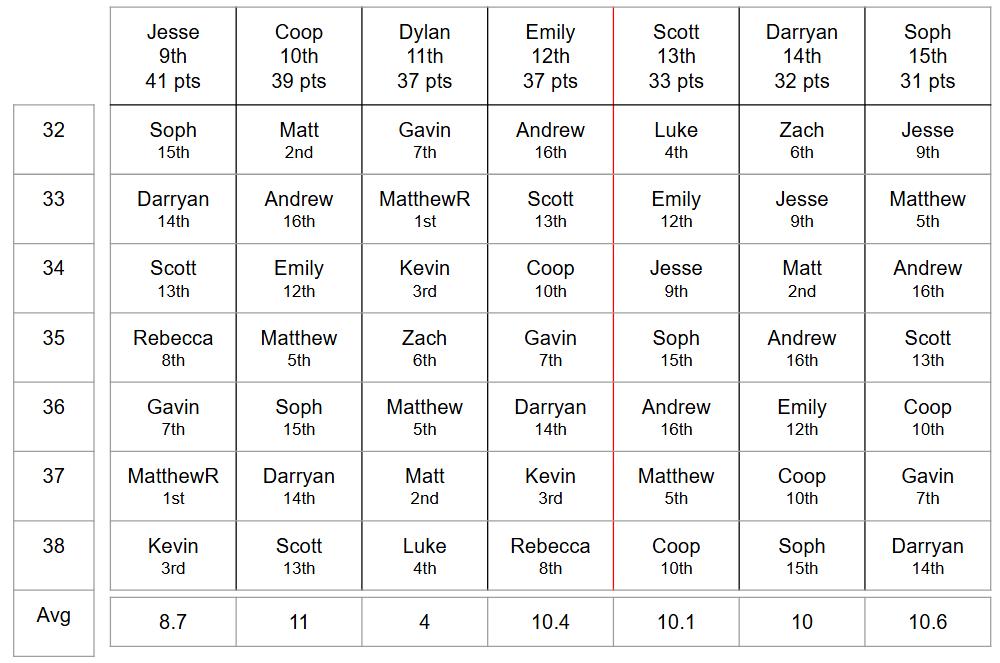 Jesse Coop Dylan Emily Scott Darryan Soph
9th 10th 11th 12th 13th 14th 15th
41 pts 39 pts 37 pts 37 pts 33 pts 32 pts 31 pts
32 Soph Matt Gavin Andrew Luke Zach Jesse
15th 2nd 7th 16th 4th 6th 9th
33 Darryan Andrew MatthewR Scott Emily Jesse Matthew
14th 16th 1st 13th 12th 9th 5th
34 Scott Emily Kevin Coop Jesse Matt Andrew
13th 12th 3rd 10th 9th 2nd 16th
35 Rebecca Matthew Zach Gavin Soph Andrew Scott
8th 5th 6th 7th 15th 16th 13th
36 Gavin Soph Matthew Darryan Andrew Emily Coop
7th 15th 5th 14th 16th 12th 10th
37 MatthewR Darryan Matt Kevin Matthew Coop Gavin
1st 14th 2nd 3rd 5th 10th 7th
38 Kevin Scott Luke Rebecca Coop Soph Darryan
3rd 13th 4th 8th 10th 15th 14th
Avg 8.7 11 4 10.4 10.1 10 10.6